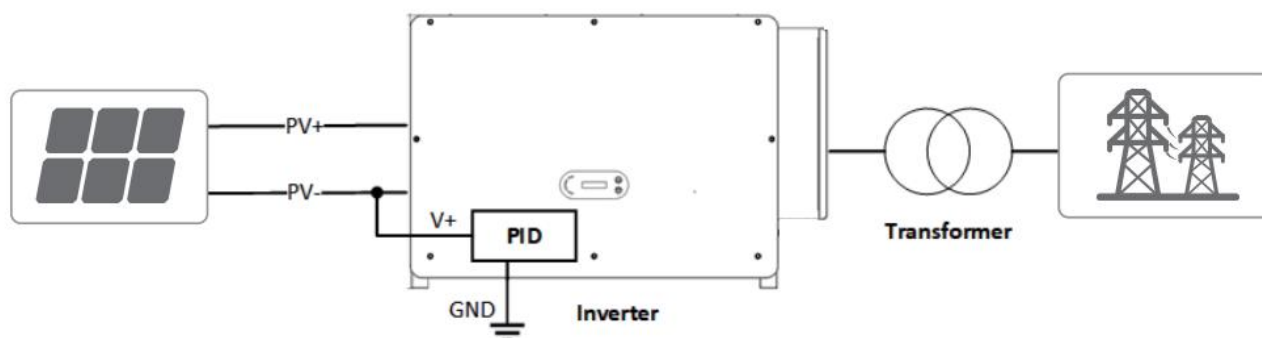 PV+
PV-
V+
PID
Transformer
GND
Inverter